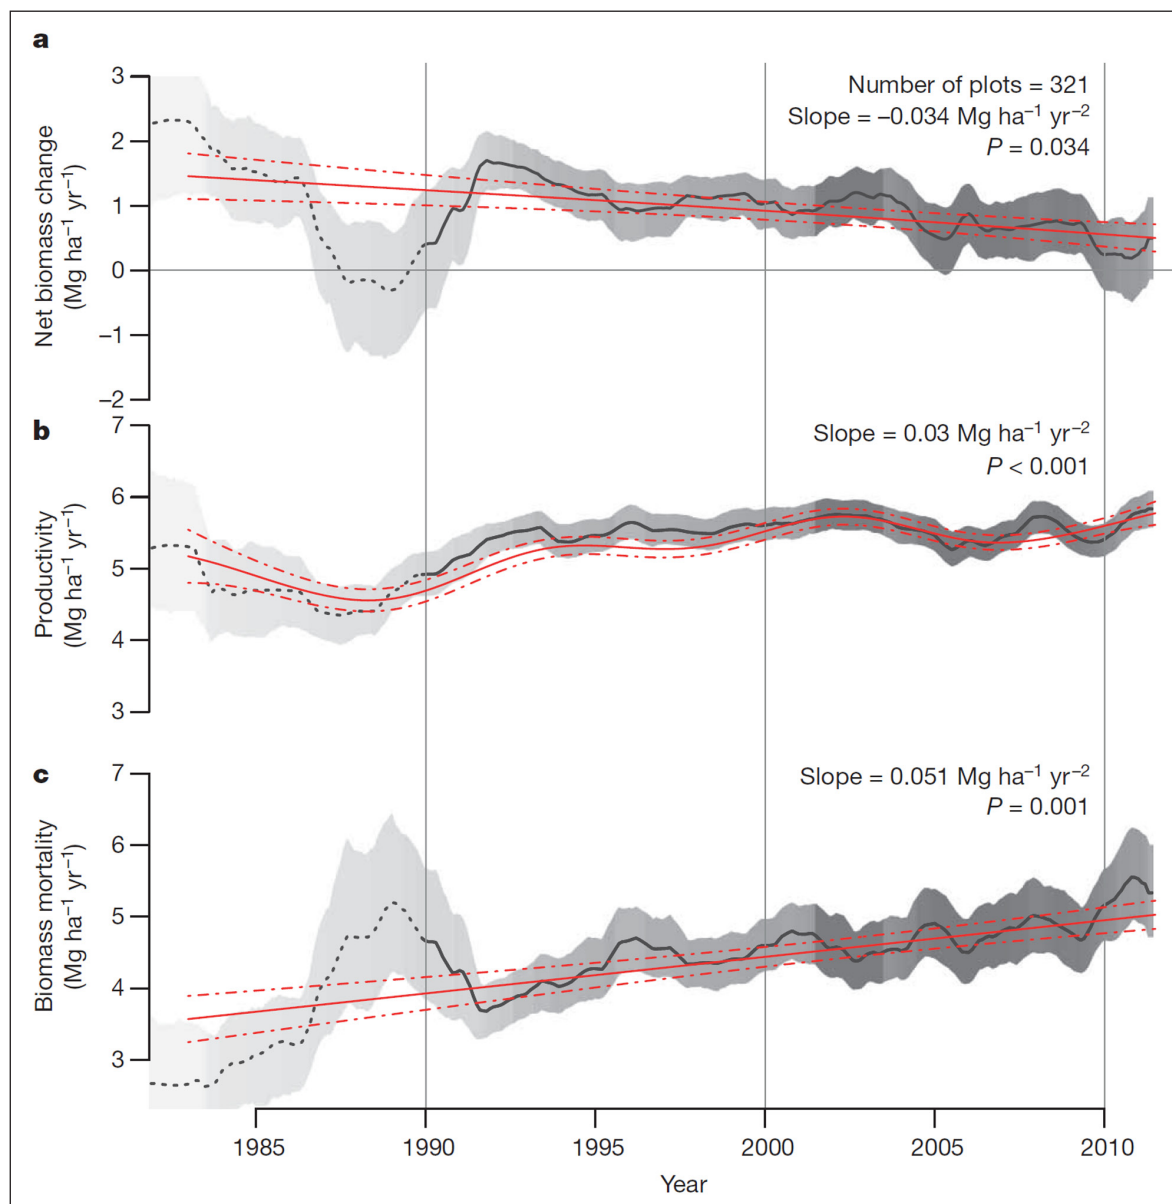 a
Net biomass change
(Mg ha⁻¹ yr⁻¹)
3
2
1
0
–1
–2
Number of plots = 321
Slope = –0.034 Mg ha⁻¹ yr⁻²
P = 0.034
b
Productivity
(Mg ha⁻¹ yr⁻¹)
7
6
5
4
3
Slope = 0.03 Mg ha⁻¹ yr⁻²
P < 0.001
c
Biomass mortality
(Mg ha⁻¹ yr⁻¹)
7
6
5
4
3
Slope = 0.051 Mg ha⁻¹ yr⁻²
P = 0.001
1985 1990 1995 2000 2005 2010
Year